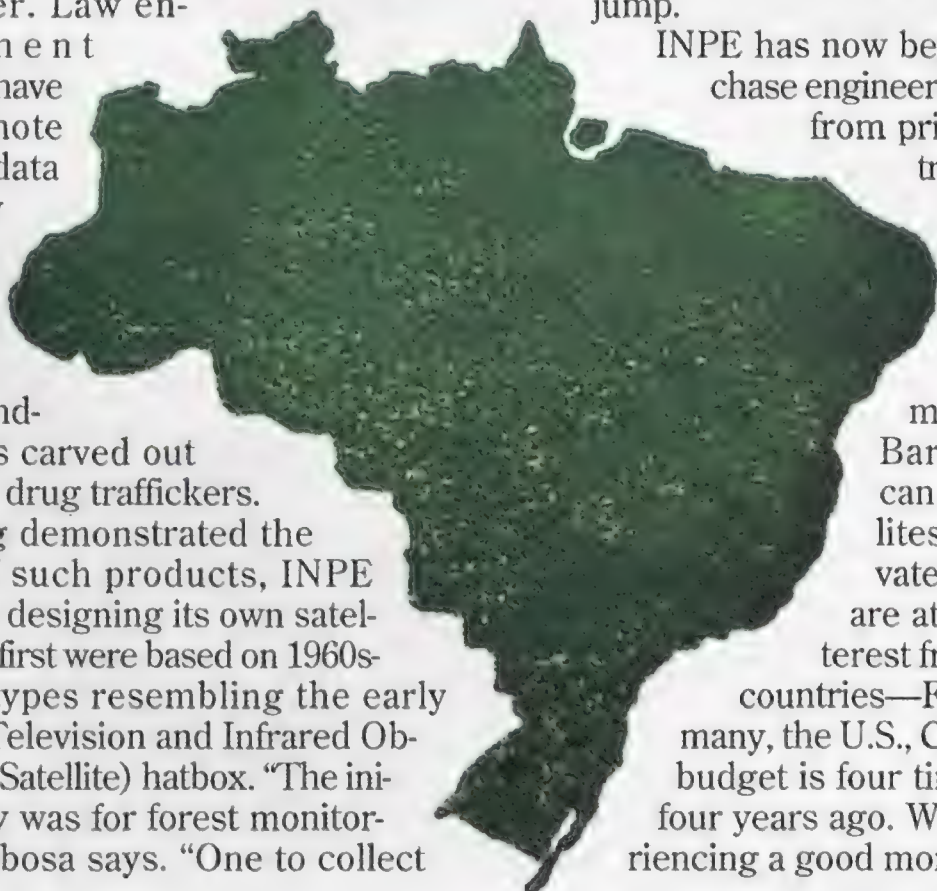 er. Law en-
n e n t
have
note
data
nd-
s carved out
drug traffickers.
g demonstrated the
such products, INPE
designing its own satel-
first were based on 1960s-
types resembling the early
Television and Infrared Ob-
Satellite) hatbox. “The ini-
y was for forest monitor-
bosa says. “One to collect
jump.
INPE has now be
chase engineer
from pri
tr
m
Bar
can
lites
vate
are at
terest fr
countries—F
many, the U.S., C
budget is four ti
four years ago. W
riencing a good mo